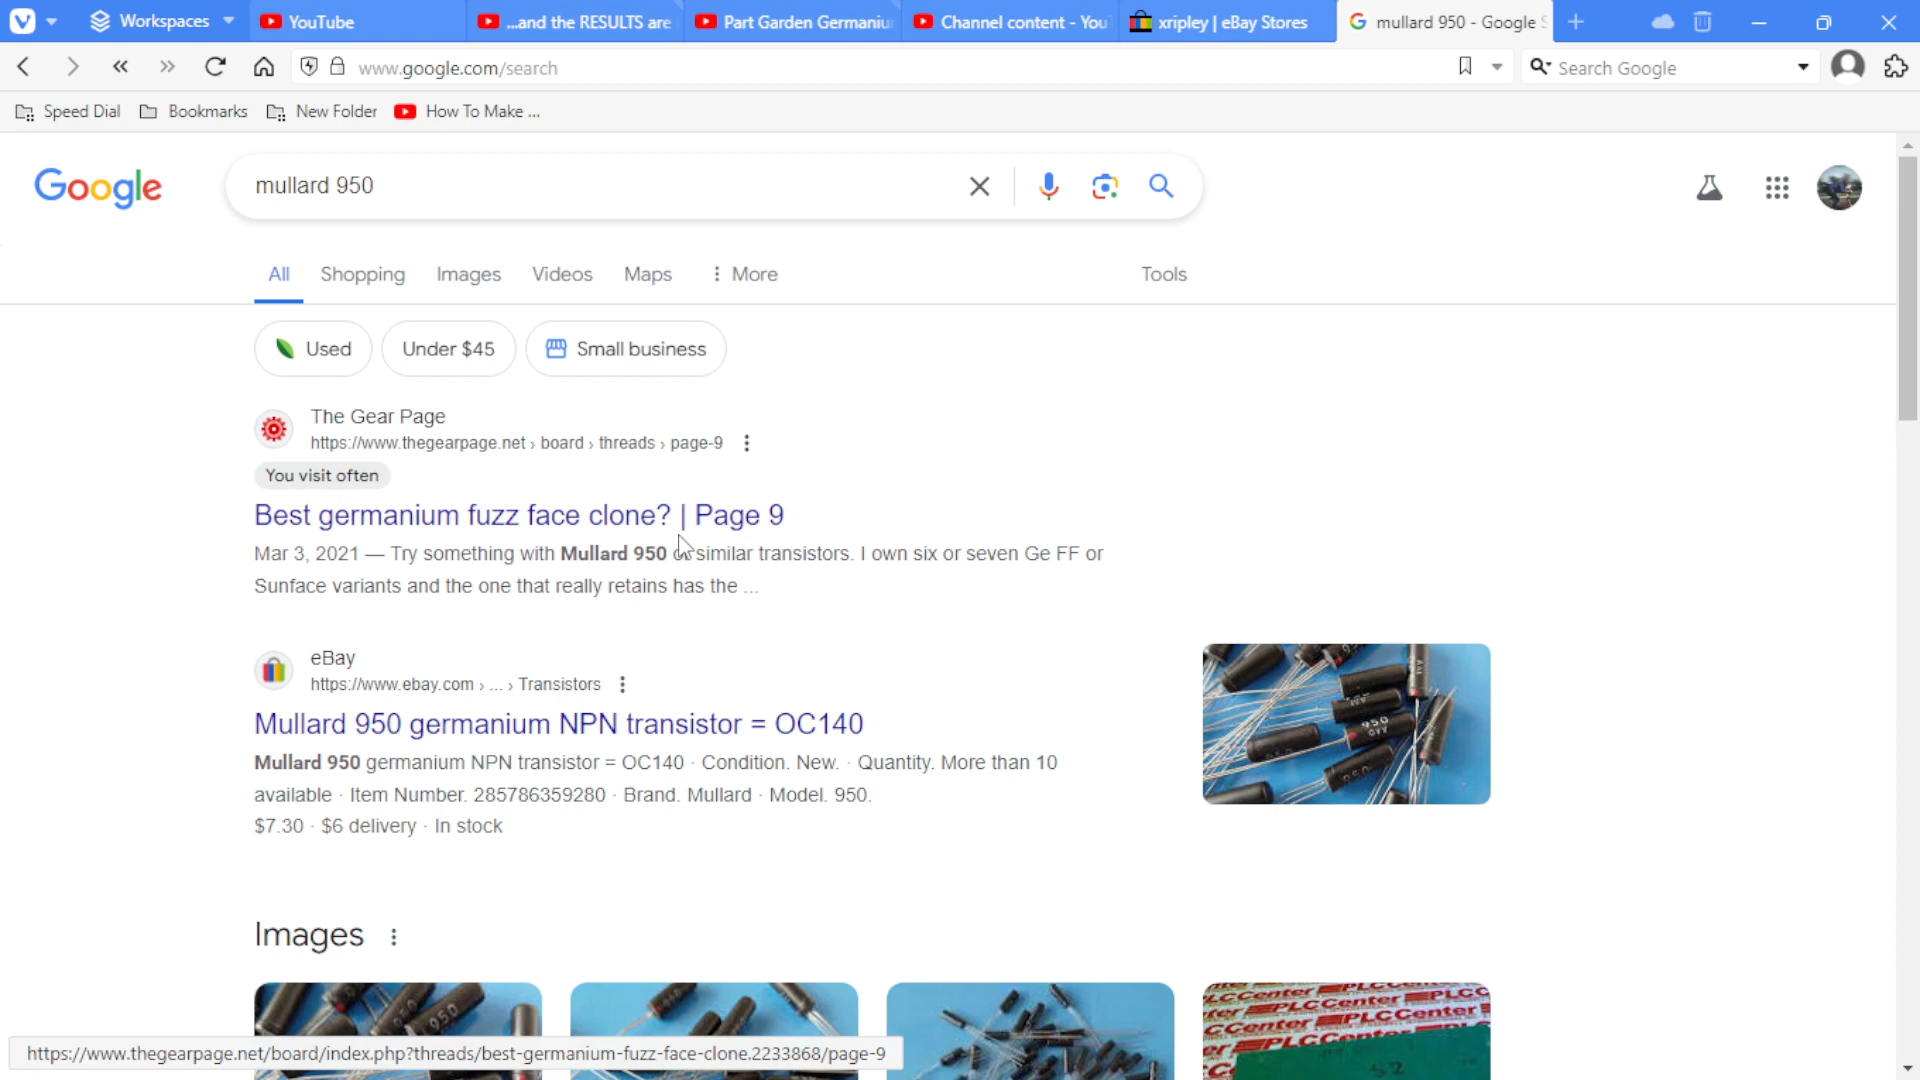 Workspaces
YouTube
...and the RESULTS are
Part Garden Germaniu
Channel content - You
xripley | eBay Stores
mullard 950 - Google S
www.google.com/search
Search Google
Speed Dial
Bookmarks
New Folder
How To Make ...
Google
mullard 950
All
Shopping
Images
Videos
Maps
More
Tools
Used
Under $45
Small business
The Gear Page
https://www.thegearpage.net › board › threads › page-9
You visit often
Best germanium fuzz face clone? | Page 9
Mar 3, 2021 — Try something with Mullard 950 or similar transistors. I own six or seven Ge FF or
Sunface variants and the one that really retains has the ...
eBay
https://www.ebay.com › ... › Transistors
Mullard 950 germanium NPN transistor = OC140
Mullard 950 germanium NPN transistor = OC140 · Condition. New. · Quantity. More than 10
available · Item Number. 285786359280 · Brand. Mullard · Model. 950.
$7.30 · $6 delivery · In stock
950
Images
950
PLCCenter
https://www.thegearpage.net/board/index.php?threads/best-germanium-fuzz-face-clone.2233868/page-9